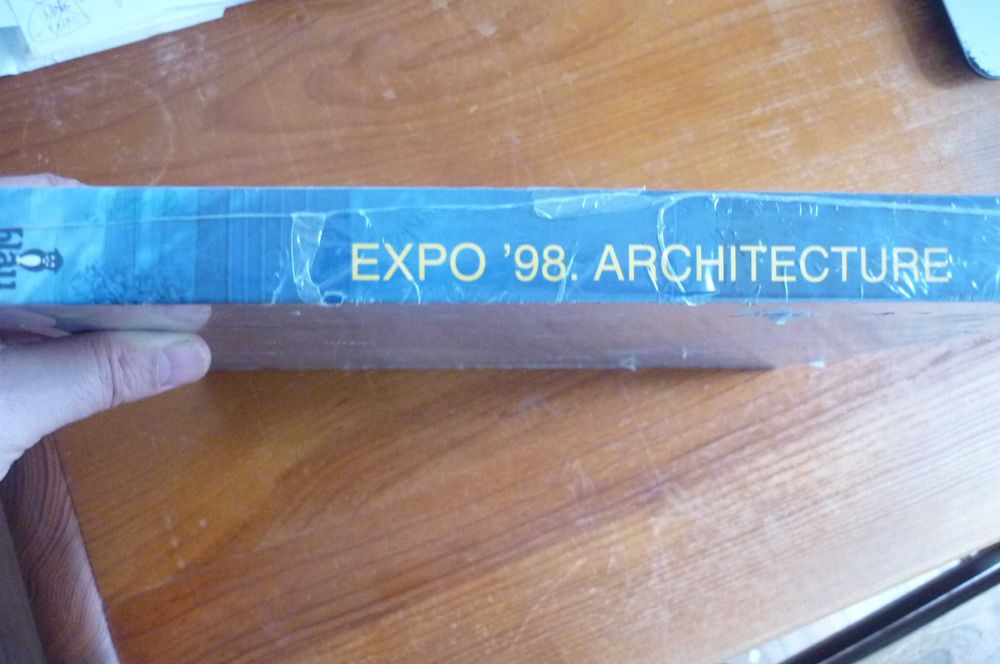 blau
EXPO '98. ARCHITECTURE